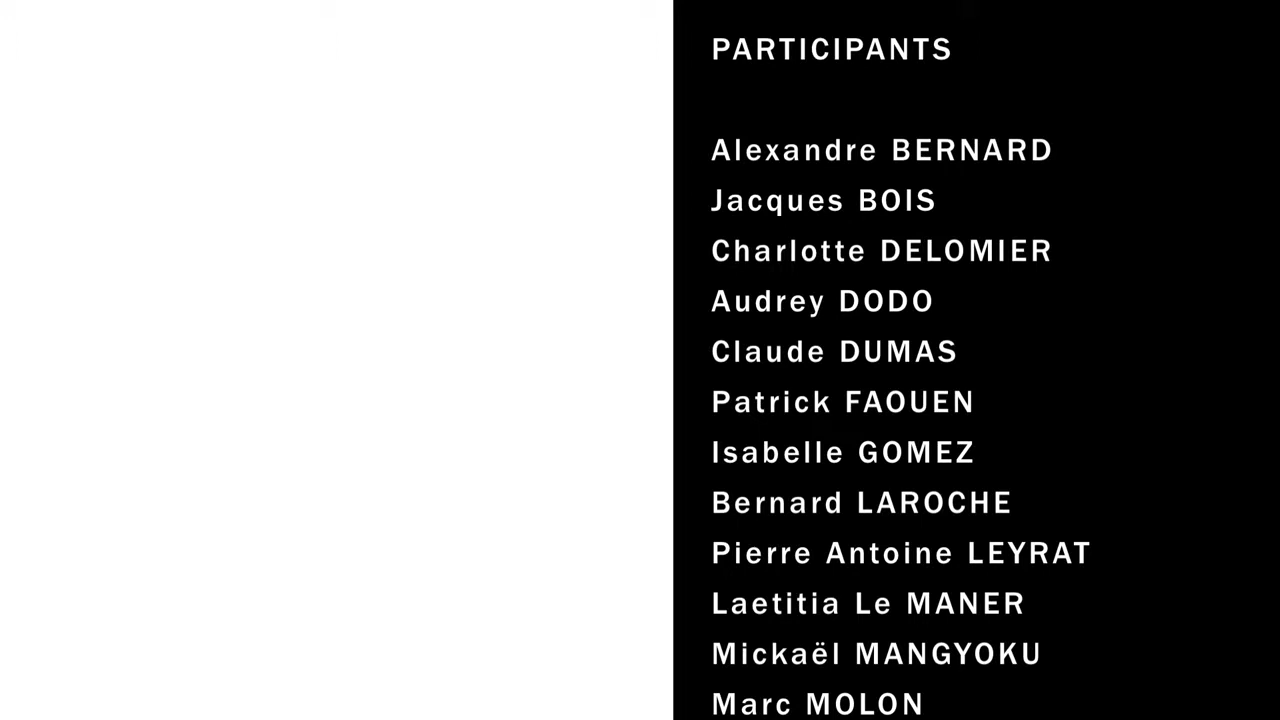 PARTICIPANTS
Alexandre BERNARD
Jacques BOIS
Charlotte DELOMIER
Audrey DODO
Claude DUMAS
Patrick FAOUEN
Isabelle GOMEZ
Bernard LAROCHE
Pierre Antoine LEYRAT
Laetitia Le MANER
Mickaël MANGYOKU
Marc MOLON